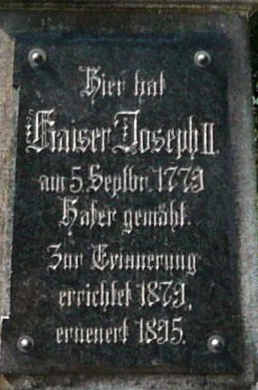 Hier hat
Kaiser Joseph II.
am 5. Septbr. 1779
Hafer gemäht.
Zur Erinnerung
errichtet 1879,
erneuert 1895.